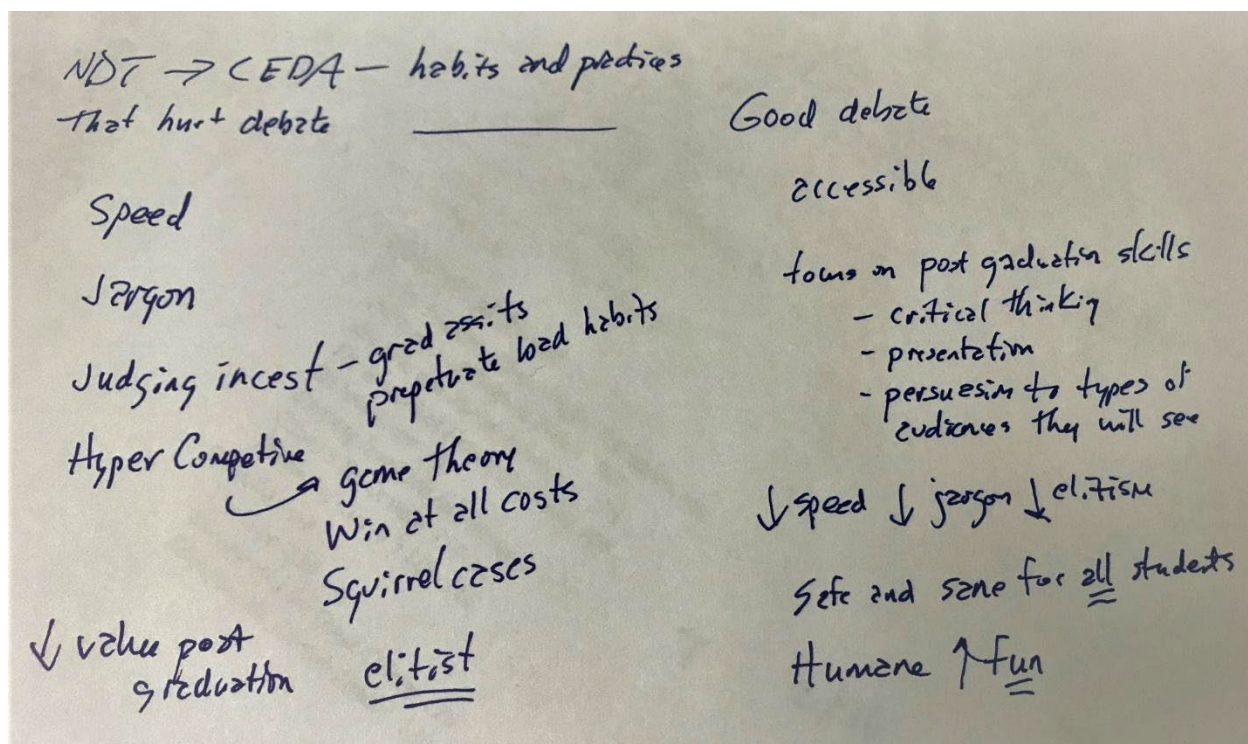 NDT → CEDA — habits and practices
that hurt debate
Speed
Jargon
Judging incest - grad assits
prepetuate load habits
Hyper Competive
game theory
Win at all costs
Squirrel cases
↓ value post
graduation
elitist
Good debate
accessible
focus on post graduatin skills
- critical thinking
- presentation
- persuasion to types of
audiences they will see
↓ speed ↓ jargon ↓ elitism
Safe and sane for all students
Humane ↑ fun